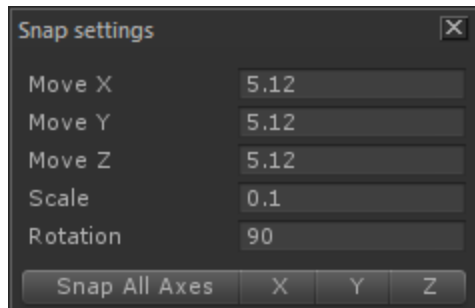 Snap settings
Move X 5.12
Move Y 5.12
Move Z 5.12
Scale 0.1
Rotation 90
Snap All Axes X Y Z